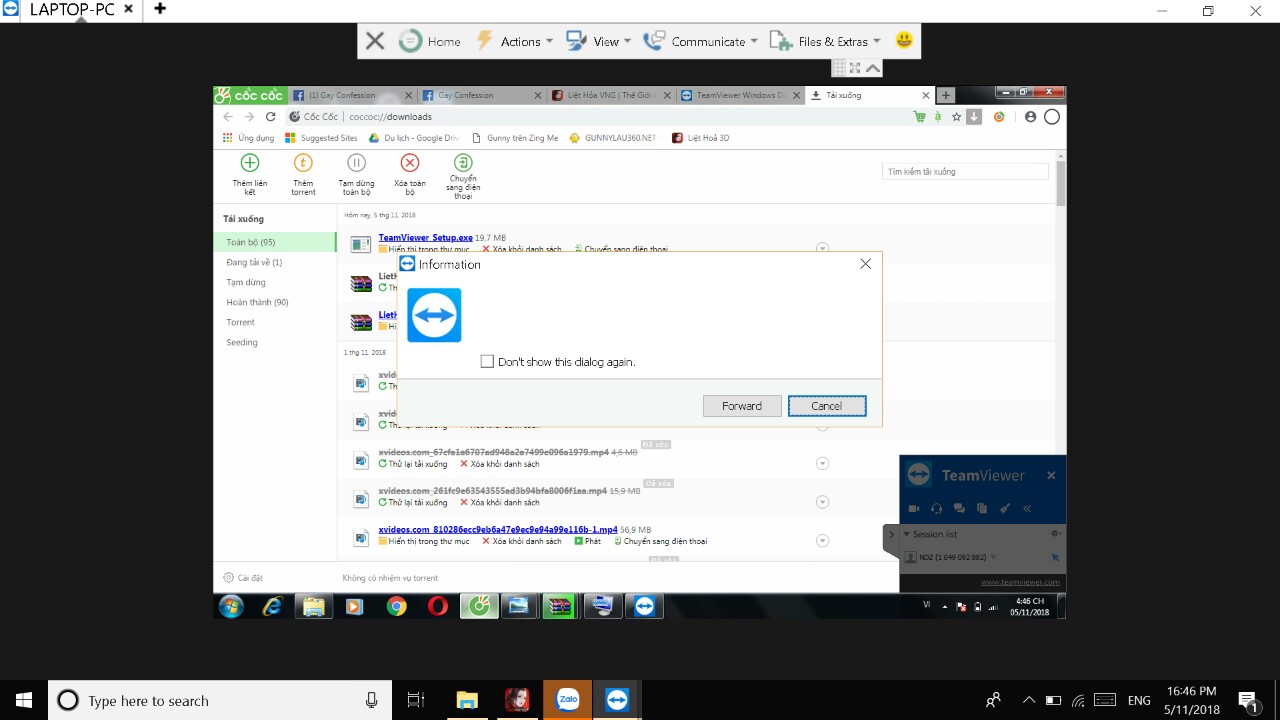 LAPTOP-PC
Home Actions View Communicate Files & Extras
cốc cốc (1) Gay Confession Gay Confession Liệt Hỏa VNG | Thế Giới TeamViewer Windows Do Tải xuống
Cốc Cốc | coccoc://downloads
Ứng dụng Suggested Sites Du lịch - Google Driv Gunny trên Zing Me GUNNYLAU360.NET Liệt Hoả 3D
Thêm liên kết
Thêm torrent
Tạm dừng toàn bộ
Xóa toàn bộ
Chuyển sang điện thoại
Tìm kiếm tải xuống
Tải xuống
Toàn bộ (95)
Đang tải về (1)
Tạm dừng
Hoàn thành (90)
Torrent
Seeding
Hôm nay, 5 thg 11, 2018
TeamViewer_Setup.exe 19,7 MB
Hiển thị trong thư mục Xóa khỏi danh sách Chuyển sang điện thoại
Information
Don't show this dialog again.
Forward Cancel
1 thg 11, 2018
Thử lại tải xuống Xóa khỏi danh sách
Đã xóa
xvideos.com_67cfa1a6707ad948a2a7499e096a1979.mp4 4,6 MB
Thử lại tải xuống Xóa khỏi danh sách
Đã xóa
xvideos.com_261fc9e63543555ad3b94bfa8006f1aa.mp4 15,9 MB
Thử lại tải xuống Xóa khỏi danh sách
xvideos.com_810286ecc9eb6a47e9ec9e94a99e116b-1.mp4 56,9 MB
Hiển thị trong thư mục Xóa khỏi danh sách Phát Chuyển sang điện thoại
Cài đặt Không có nhiệm vụ torrent
TeamViewer
Session list
NDZ (1 049 092 882)
www.teamviewer.com
VI 4:46 CH
05/11/2018
Type here to search
Zalo
ENG
16:46 PM
5/11/2018
1